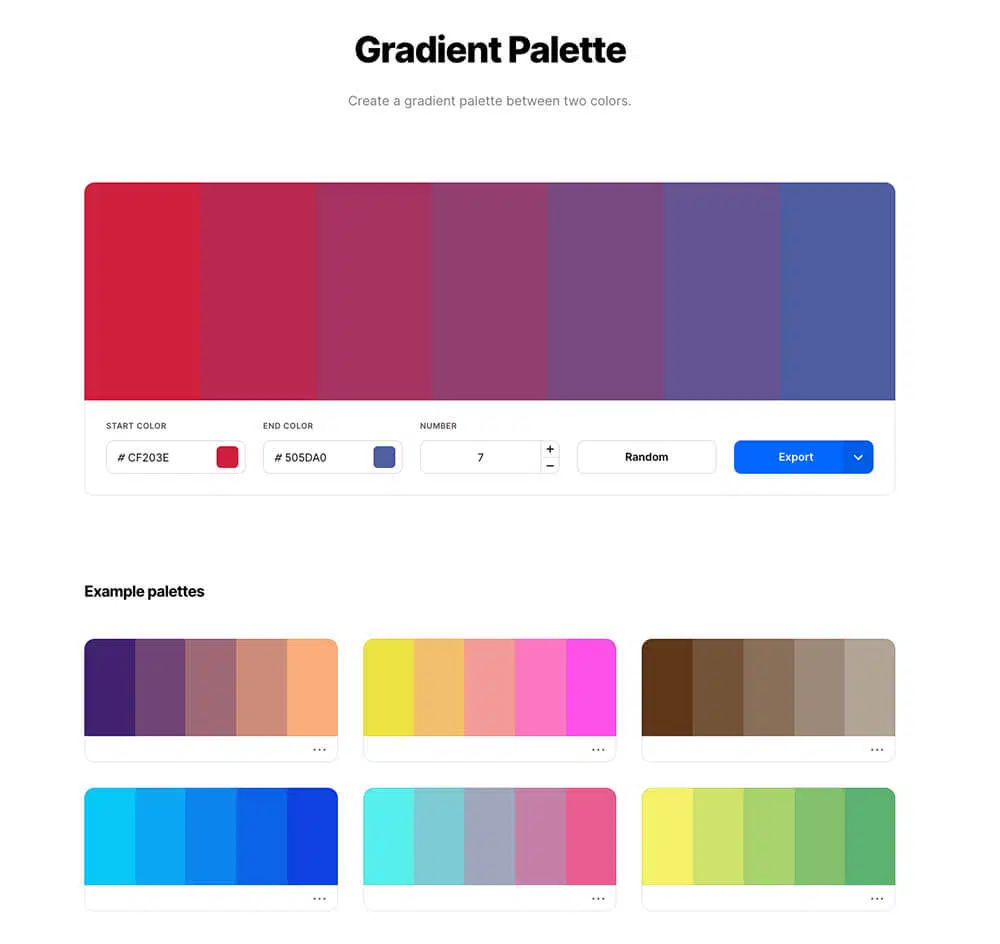 Gradient Palette
Create a gradient palette between two colors.
START COLOR
END COLOR
NUMBER
# CF203E
# 505DA0
7
+
−
Random
Export
Example palettes